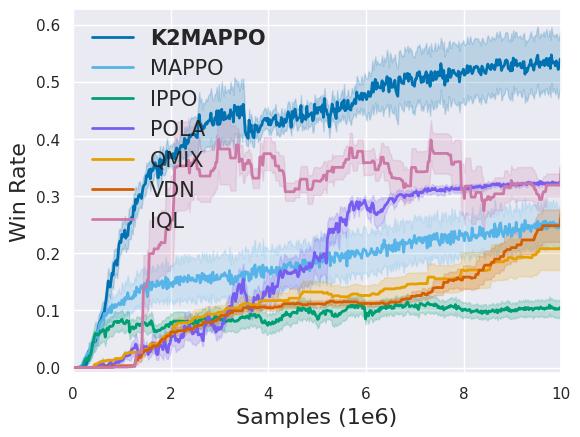 0.6
0.5
0.4
0.3
0.2
0.1
0.0
Win Rate
K2MAPPO
MAPPO
IPPO
POLA
QMIX
VDN
IQL
0 2 4 6 8 10
Samples (1e6)